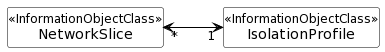 «InformationObjectClass»
NetworkSlice
* 1
«InformationObjectClass»
IsolationProfile